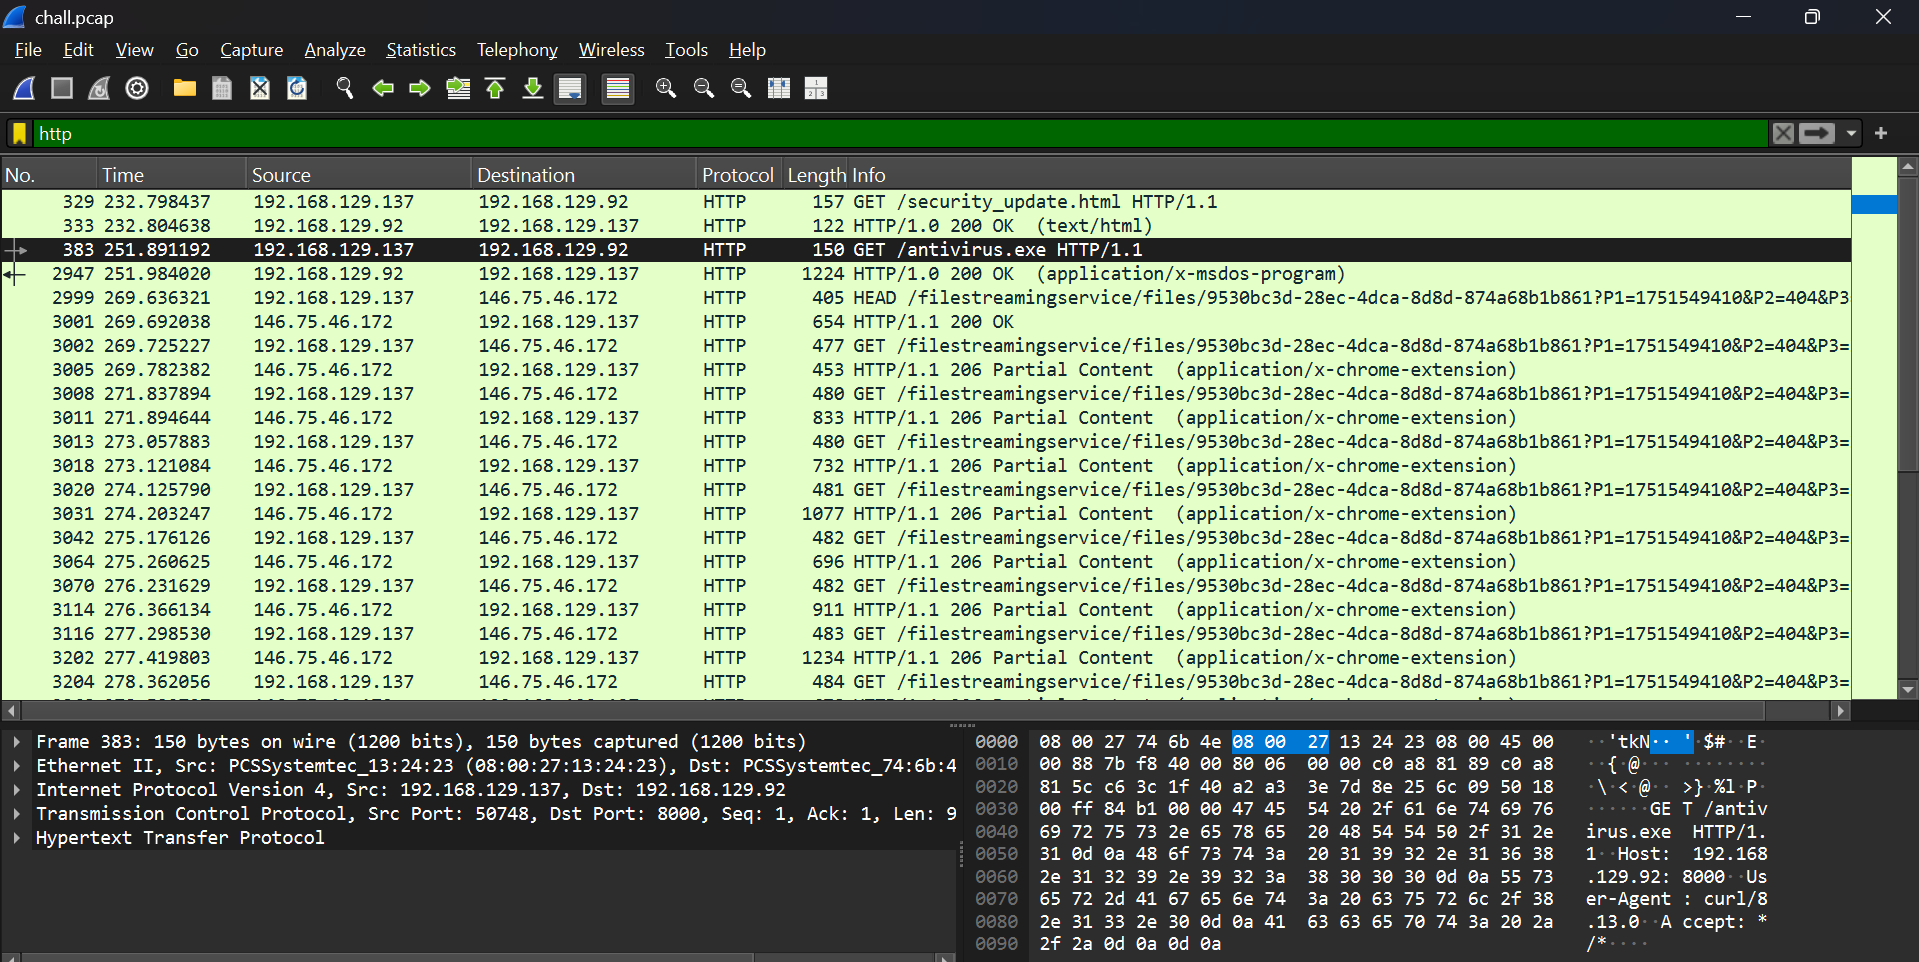 chall.pcap
File Edit View Go Capture Analyze Statistics Telephony Wireless Tools Help
http
No. Time Source Destination Protocol Length Info
329 232.798437 192.168.129.137 192.168.129.92 HTTP 157 GET /security_update.html HTTP/1.1
333 232.804638 192.168.129.92 192.168.129.137 HTTP 122 HTTP/1.0 200 OK (text/html)
383 251.891192 192.168.129.137 192.168.129.92 HTTP 150 GET /antivirus.exe HTTP/1.1
2947 251.984020 192.168.129.92 192.168.129.137 HTTP 1224 HTTP/1.0 200 OK (application/x-msdos-program)
2999 269.636321 192.168.129.137 146.75.46.172 HTTP 405 HEAD /filestreamingservice/files/9530bc3d-28ec-4dca-8d8d-874a68b1b861?P1=1751549410&P2=404&P3
3001 269.692038 146.75.46.172 192.168.129.137 HTTP 654 HTTP/1.1 200 OK
3002 269.725227 192.168.129.137 146.75.46.172 HTTP 477 GET /filestreamingservice/files/9530bc3d-28ec-4dca-8d8d-874a68b1b861?P1=1751549410&P2=404&P3=
3005 269.782382 146.75.46.172 192.168.129.137 HTTP 453 HTTP/1.1 206 Partial Content (application/x-chrome-extension)
3008 271.837894 192.168.129.137 146.75.46.172 HTTP 480 GET /filestreamingservice/files/9530bc3d-28ec-4dca-8d8d-874a68b1b861?P1=1751549410&P2=404&P3=
3011 271.894644 146.75.46.172 192.168.129.137 HTTP 833 HTTP/1.1 206 Partial Content (application/x-chrome-extension)
3013 273.057883 192.168.129.137 146.75.46.172 HTTP 480 GET /filestreamingservice/files/9530bc3d-28ec-4dca-8d8d-874a68b1b861?P1=1751549410&P2=404&P3=
3018 273.121084 146.75.46.172 192.168.129.137 HTTP 732 HTTP/1.1 206 Partial Content (application/x-chrome-extension)
3020 274.125790 192.168.129.137 146.75.46.172 HTTP 481 GET /filestreamingservice/files/9530bc3d-28ec-4dca-8d8d-874a68b1b861?P1=1751549410&P2=404&P3=
3031 274.203247 146.75.46.172 192.168.129.137 HTTP 1077 HTTP/1.1 206 Partial Content (application/x-chrome-extension)
3042 275.176126 192.168.129.137 146.75.46.172 HTTP 482 GET /filestreamingservice/files/9530bc3d-28ec-4dca-8d8d-874a68b1b861?P1=1751549410&P2=404&P3=
3064 275.260625 146.75.46.172 192.168.129.137 HTTP 696 HTTP/1.1 206 Partial Content (application/x-chrome-extension)
3070 276.231629 192.168.129.137 146.75.46.172 HTTP 482 GET /filestreamingservice/files/9530bc3d-28ec-4dca-8d8d-874a68b1b861?P1=1751549410&P2=404&P3=
3114 276.366134 146.75.46.172 192.168.129.137 HTTP 911 HTTP/1.1 206 Partial Content (application/x-chrome-extension)
3116 277.298530 192.168.129.137 146.75.46.172 HTTP 483 GET /filestreamingservice/files/9530bc3d-28ec-4dca-8d8d-874a68b1b861?P1=1751549410&P2=404&P3=
3202 277.419803 146.75.46.172 192.168.129.137 HTTP 1234 HTTP/1.1 206 Partial Content (application/x-chrome-extension)
3204 278.362056 192.168.129.137 146.75.46.172 HTTP 484 GET /filestreamingservice/files/9530bc3d-28ec-4dca-8d8d-874a68b1b861?P1=1751549410&P2=404&P3=
Frame 383: 150 bytes on wire (1200 bits), 150 bytes captured (1200 bits)
Ethernet II, Src: PCSSystemtec_13:24:23 (08:00:27:13:24:23), Dst: PCSSystemtec_74:6b:4
Internet Protocol Version 4, Src: 192.168.129.137, Dst: 192.168.129.92
Transmission Control Protocol, Src Port: 50748, Dst Port: 8000, Seq: 1, Ack: 1, Len: 9
Hypertext Transfer Protocol
0000 08 00 27 74 6b 4e 08 00 27 13 24 23 08 00 45 00 ··'tkN·· '·$#··E·
0010 00 88 7b f8 40 00 80 06 00 00 c0 a8 81 89 c0 a8 ··{·@··· ········
0020 81 5c c6 3c 1f 40 a2 a3 3e 7d 8e 25 6c 09 50 18 ·\·<·@·· >}·%l·P·
0030 00 ff 84 b1 00 00 47 45 54 20 2f 61 6e 74 69 76 ······GE T /antiv
0040 69 72 75 73 2e 65 78 65 20 48 54 54 50 2f 31 2e irus.exe HTTP/1.
0050 31 0d 0a 48 6f 73 74 3a 20 31 39 32 2e 31 36 38 1··Host: 192.168
0060 2e 31 32 39 2e 39 32 3a 38 30 30 30 0d 0a 55 73 .129.92: 8000··Us
0070 65 72 2d 41 67 65 6e 74 3a 20 63 75 72 6c 2f 38 er-Agent : curl/8
0080 2e 31 33 2e 30 0d 0a 41 63 63 65 70 74 3a 20 2a .13.0··A ccept: *
0090 2f 2a 0d 0a 0d 0a /*····